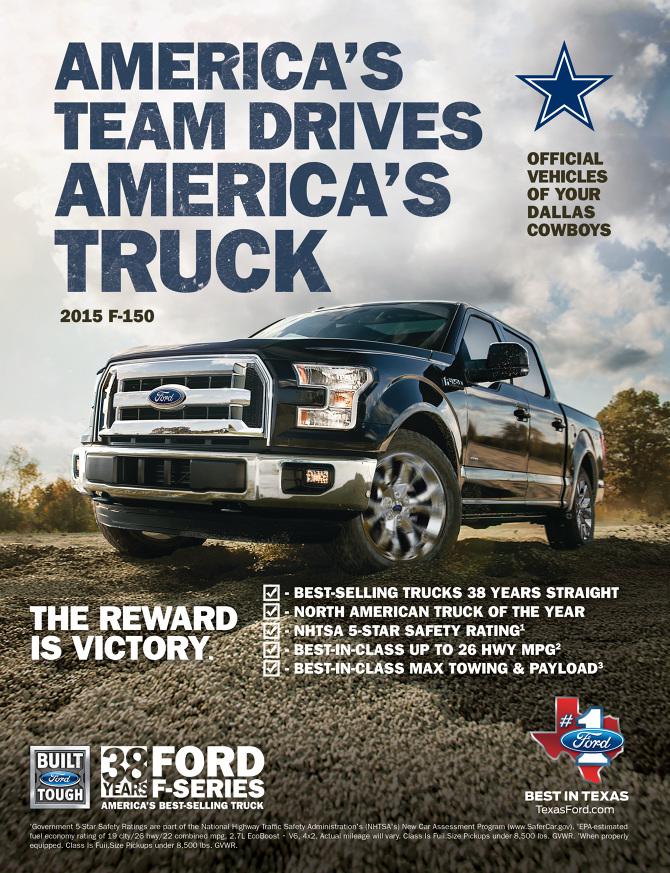 AMERICA'S
TEAM DRIVES
AMERICA'S
TRUCK
2015 F-150
OFFICIAL
VEHICLES
OF YOUR
DALLAS
COWBOYS
Ford
F-150
THE REWARD
IS VICTORY.
- BEST-SELLING TRUCKS 38 YEARS STRAIGHT
- NORTH AMERICAN TRUCK OF THE YEAR
- NHTSA 5-STAR SAFETY RATING¹
- BEST-IN-CLASS UP TO 26 HWY MPG²
- BEST-IN-CLASS MAX TOWING & PAYLOAD³
BUILT
Ford
TOUGH
38
YEARS
FORD
F-SERIES
AMERICA'S BEST-SELLING TRUCK
#1
Ford
BEST IN TEXAS
TexasFord.com
¹Government 5-Star Safety Ratings are part of the National Highway Traffic Safety Administration's (NHTSA's) New Car Assessment Program (www.SaferCar.gov). ²EPA-estimated
fuel economy rating of 19 city/26 hwy/22 combined mpg, 2.7L EcoBoost • V6, 4x2. Actual mileage will vary. Class Is Full.Size Pickups under 8,500 lbs. GVWR. ³When properly
equipped. Class Is Full.Size Pickups under 8,500 lbs. GVWR.